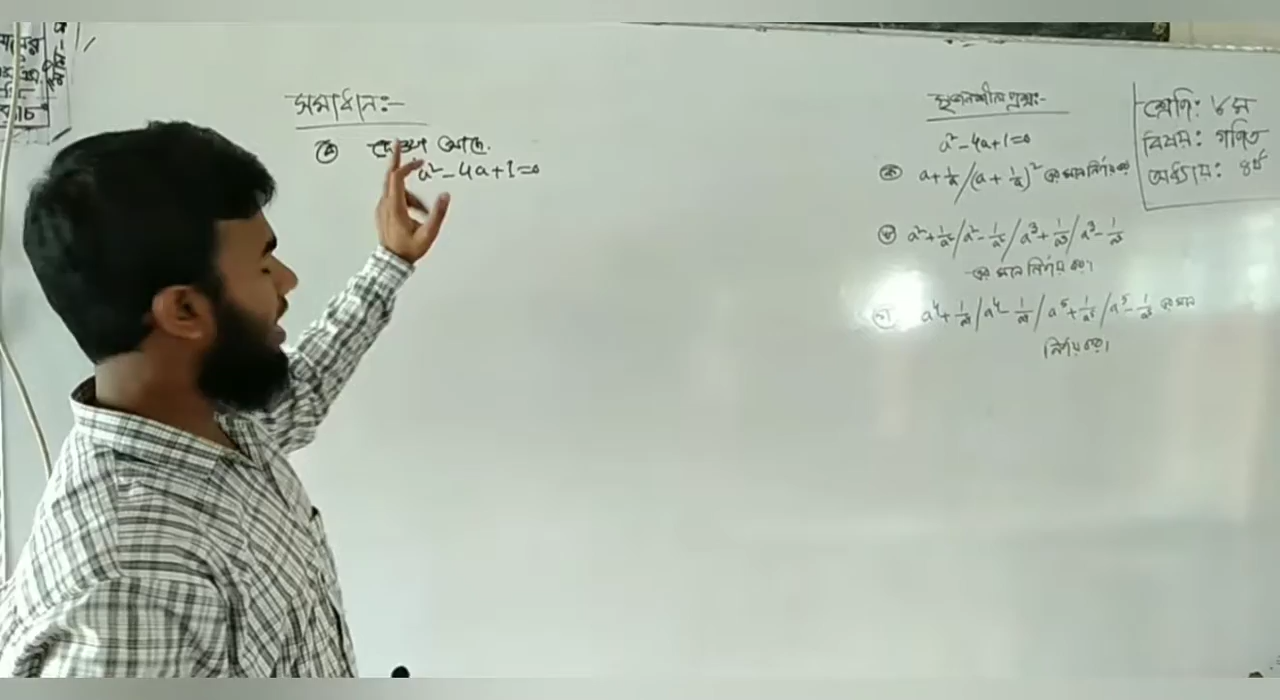 সমাধানঃ-
ⓚ দেওয়া আছে,
a² - 4a + 1 = 0
সৃজনশীল প্রশ্নঃ-
a² - 4a + 1 = 0
ⓚ a + 1/a / (a + 1/a)² এর মান নির্ণয় কর
ⓚ a² + 1/a² / a² - 1/a² / a³ + 1/a³ / a³ - 1/a³
-এর মান নির্ণয় কর।
গ a⁴ + 1/a⁴ / a⁴ - 1/a⁴ / a⁵ + 1/a⁵ / a⁵ - 1/a⁵ এর মান
নির্ণয় কর।
শ্রেণি: ৮ম
বিষয়: গণিত
অধ্যায়: ৪র্থ